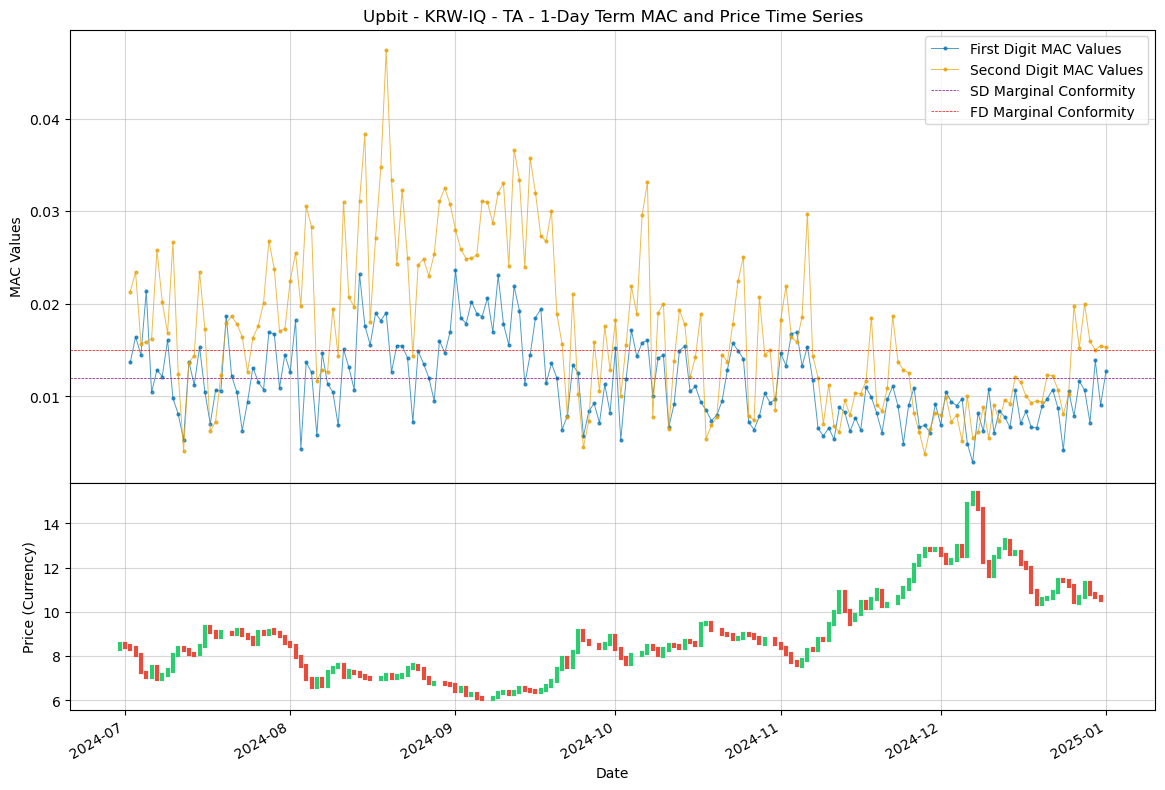 Upbit - KRW-IQ - TA - 1-Day Term MAC and Price Time Series
First Digit MAC Values
Second Digit MAC Values
SD Marginal Conformity
FD Marginal Conformity
MAC Values
0.04
0.03
0.02
0.01
Price (Currency)
14
12
10
8
6
2024-07
2024-08
2024-09
2024-10
2024-11
2024-12
2025-01
Date